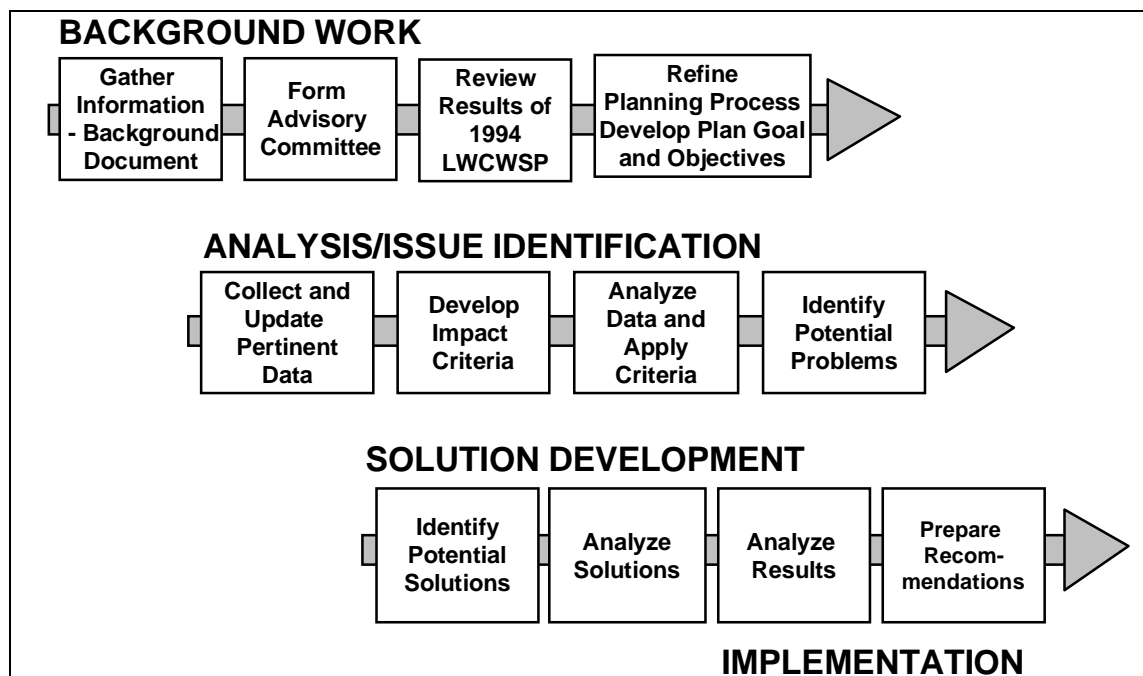 BACKGROUND WORK
Gather
Information
- Background
Document
Form
Advisory
Committee
Review
Results of
1994
LWCWSP
Refine
Planning Process
Develop Plan Goal
and Objectives
ANALYSIS/ISSUE IDENTIFICATION
Collect and
Update
Pertinent
Data
Develop
Impact
Criteria
Analyze
Data and
Apply
Criteria
Identify
Potential
Problems
SOLUTION DEVELOPMENT
Identify
Potential
Solutions
Analyze
Solutions
Analyze
Results
Prepare
Recom-
mendations
IMPLEMENTATION